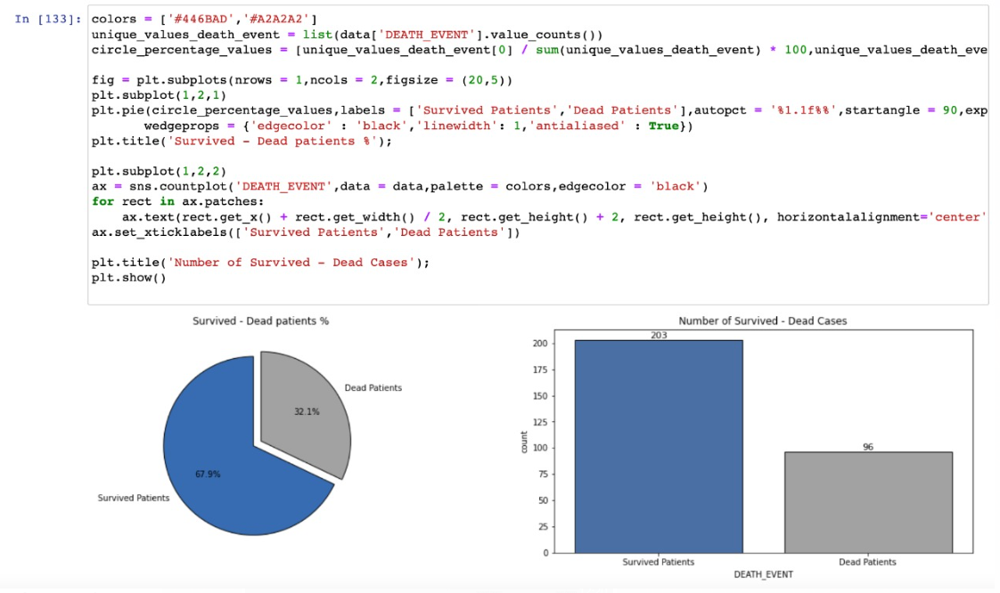 In [133]: colors = ['#446BAD','#A2A2A2']
unique_values_death_event = list(data['DEATH_EVENT'].value_counts())
circle_percentage_values = [unique_values_death_event[0] / sum(unique_values_death_event) * 100,unique_values_death_eve
fig = plt.subplots(nrows = 1,ncols = 2,figsize = (20,5))
plt.subplot(1,2,1)
plt.pie(circle_percentage_values,labels = ['Survived Patients','Dead Patients'],autopct = '%1.1f%%',startangle = 90,exp
wedgeprops = {'edgecolor' : 'black','linewidth': 1,'antialiased' : True})
plt.title('Survived - Dead patients %');
plt.subplot(1,2,2)
ax = sns.countplot('DEATH_EVENT',data = data,palette = colors,edgecolor = 'black')
for rect in ax.patches:
ax.text(rect.get_x() + rect.get_width() / 2, rect.get_height() + 2, rect.get_height(), horizontalalignment='center'
ax.set_xticklabels(['Survived Patients','Dead Patients'])
plt.title('Number of Survived - Dead Cases');
plt.show()
Survived - Dead patients %
Dead Patients
32.1%
67.9%
Survived Patients
Number of Survived - Dead Cases
203
200
175
150
125
100
96
75
50
25
0
count
Survived Patients
Dead Patients
DEATH_EVENT